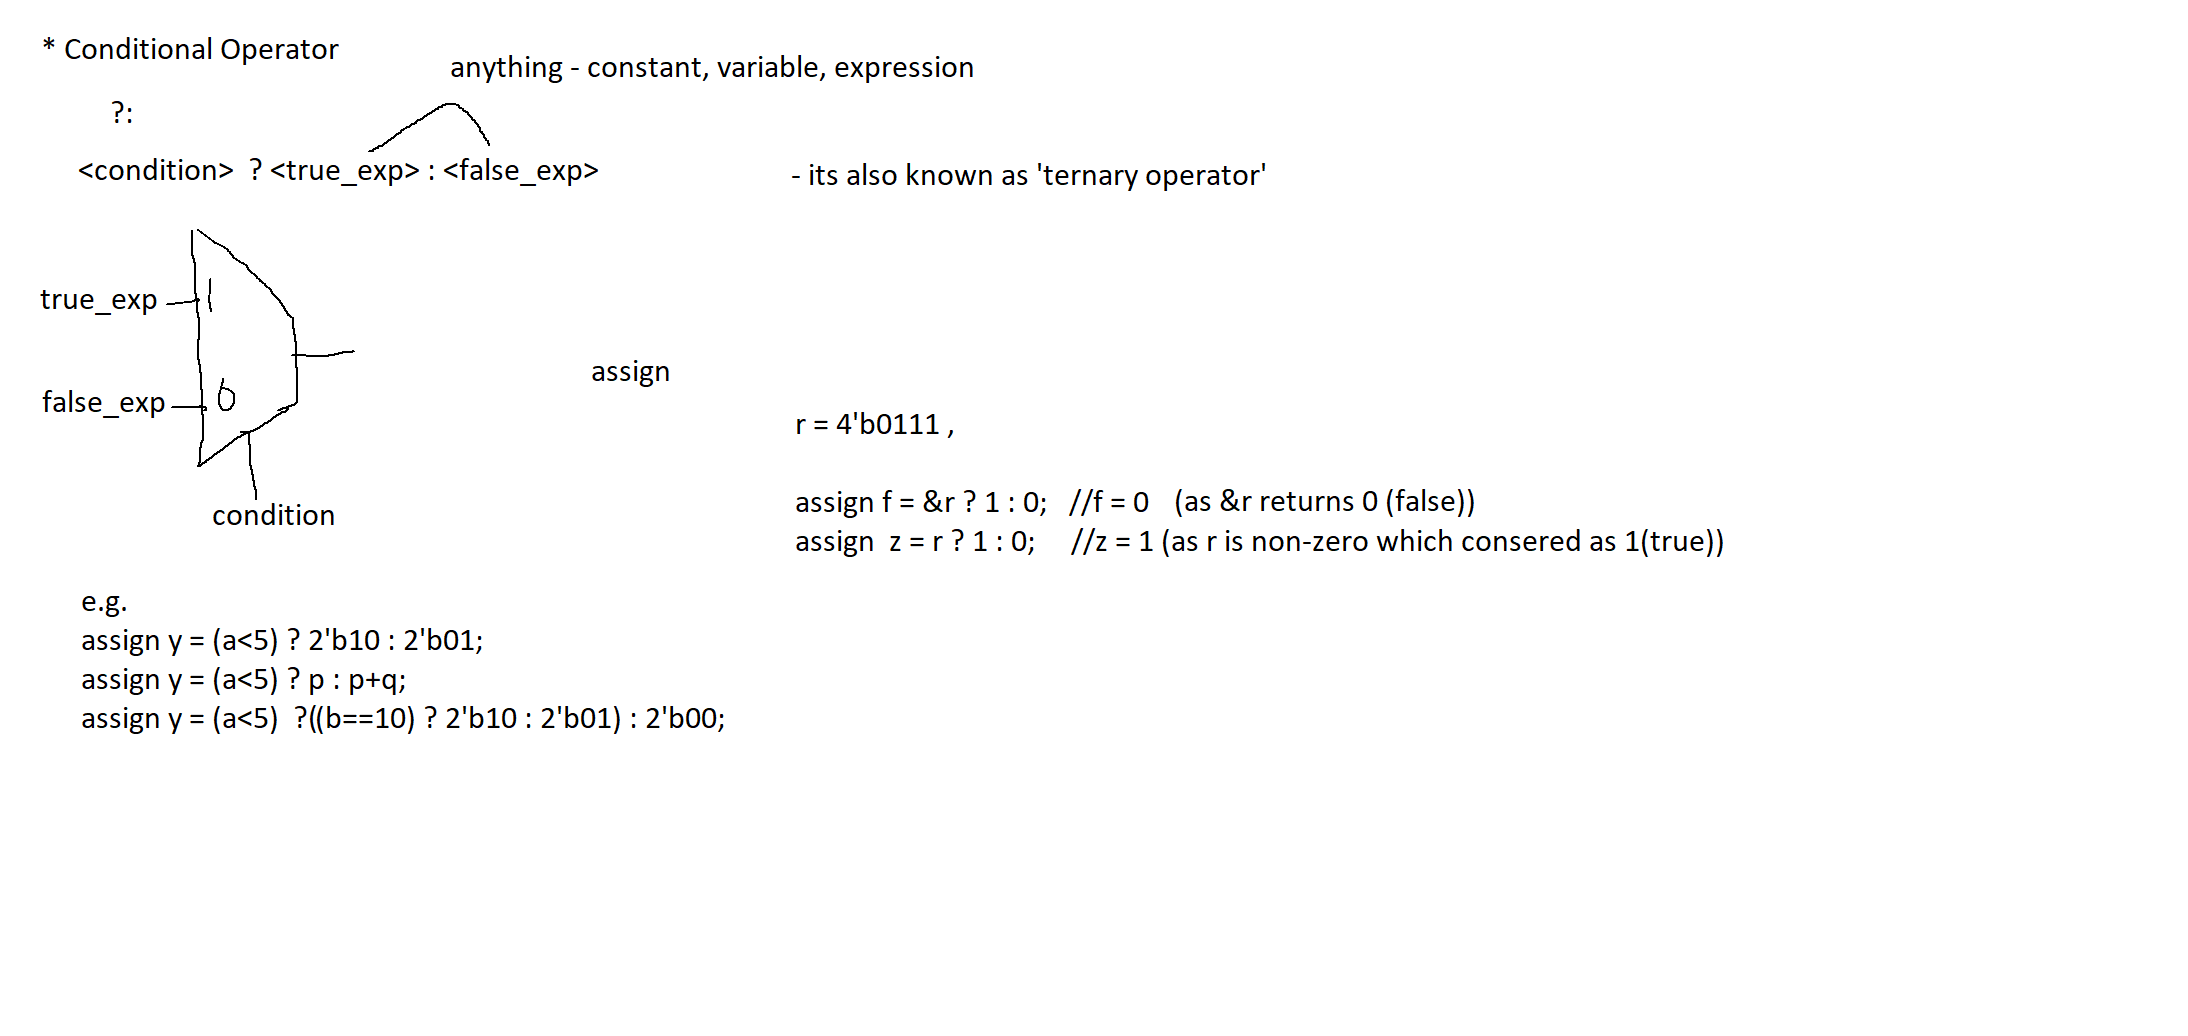 * Conditional Operator
anything - constant, variable, expression
?:
<condition>  ? <true_exp> : <false_exp>
- its also known as 'ternary operator'
true_exp
1
false_exp
0
condition
assign
r = 4'b0111 ,
assign f = &r ? 1 : 0;   //f = 0   (as &r returns 0 (false))
assign  z = r ? 1 : 0;    //z = 1 (as r is non-zero which consered as 1(true))
e.g.
assign y = (a<5) ? 2'b10 : 2'b01;
assign y = (a<5) ? p : p+q;
assign y = (a<5)  ?((b==10) ? 2'b10 : 2'b01) : 2'b00;